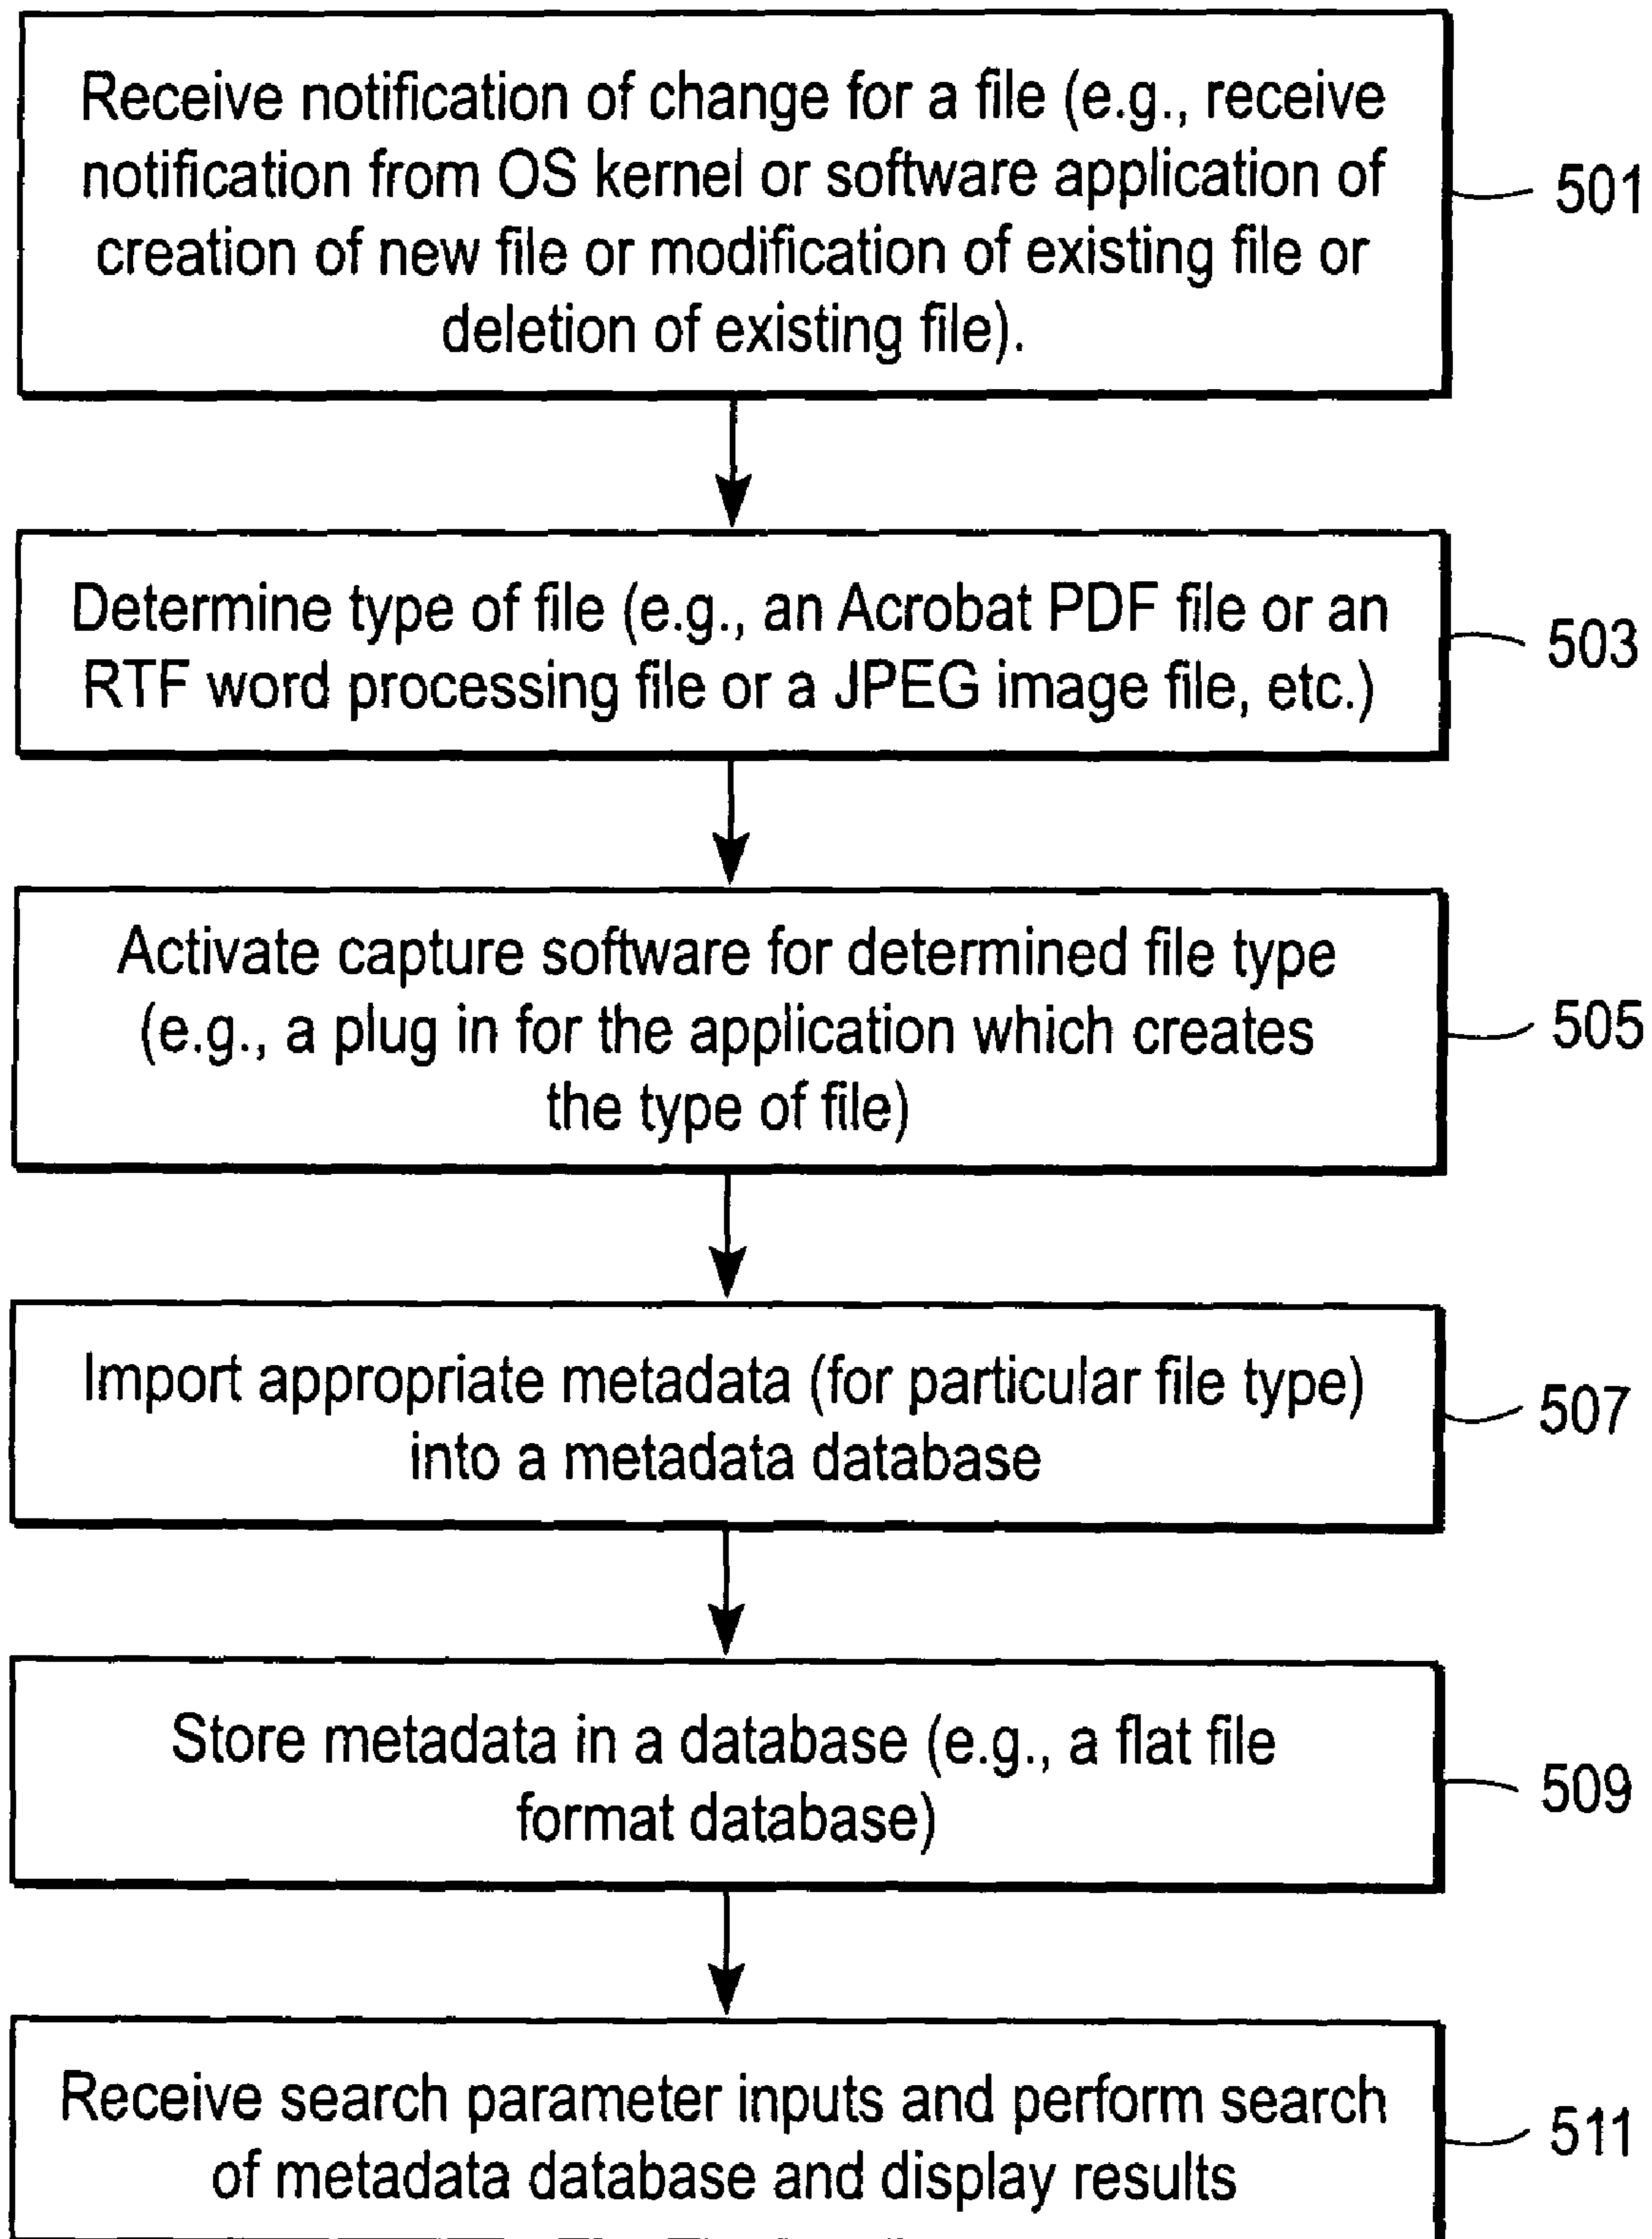 Receive notification of change for a file (e.g., receive
notification from OS kernel or software application of
creation of new file or modification of existing file or
deletion of existing file).
501
Determine type of file (e.g., an Acrobat PDF file or an
RTF word processing file or a JPEG image file, etc.)
503
Activate capture software for determined file type
(e.g., a plug in for the application which creates
the type of file)
505
Import appropriate metadata (for particular file type)
into a metadata database
507
Store metadata in a database (e.g., a flat file
format database)
509
Receive search parameter inputs and perform search
of metadata database and display results
511